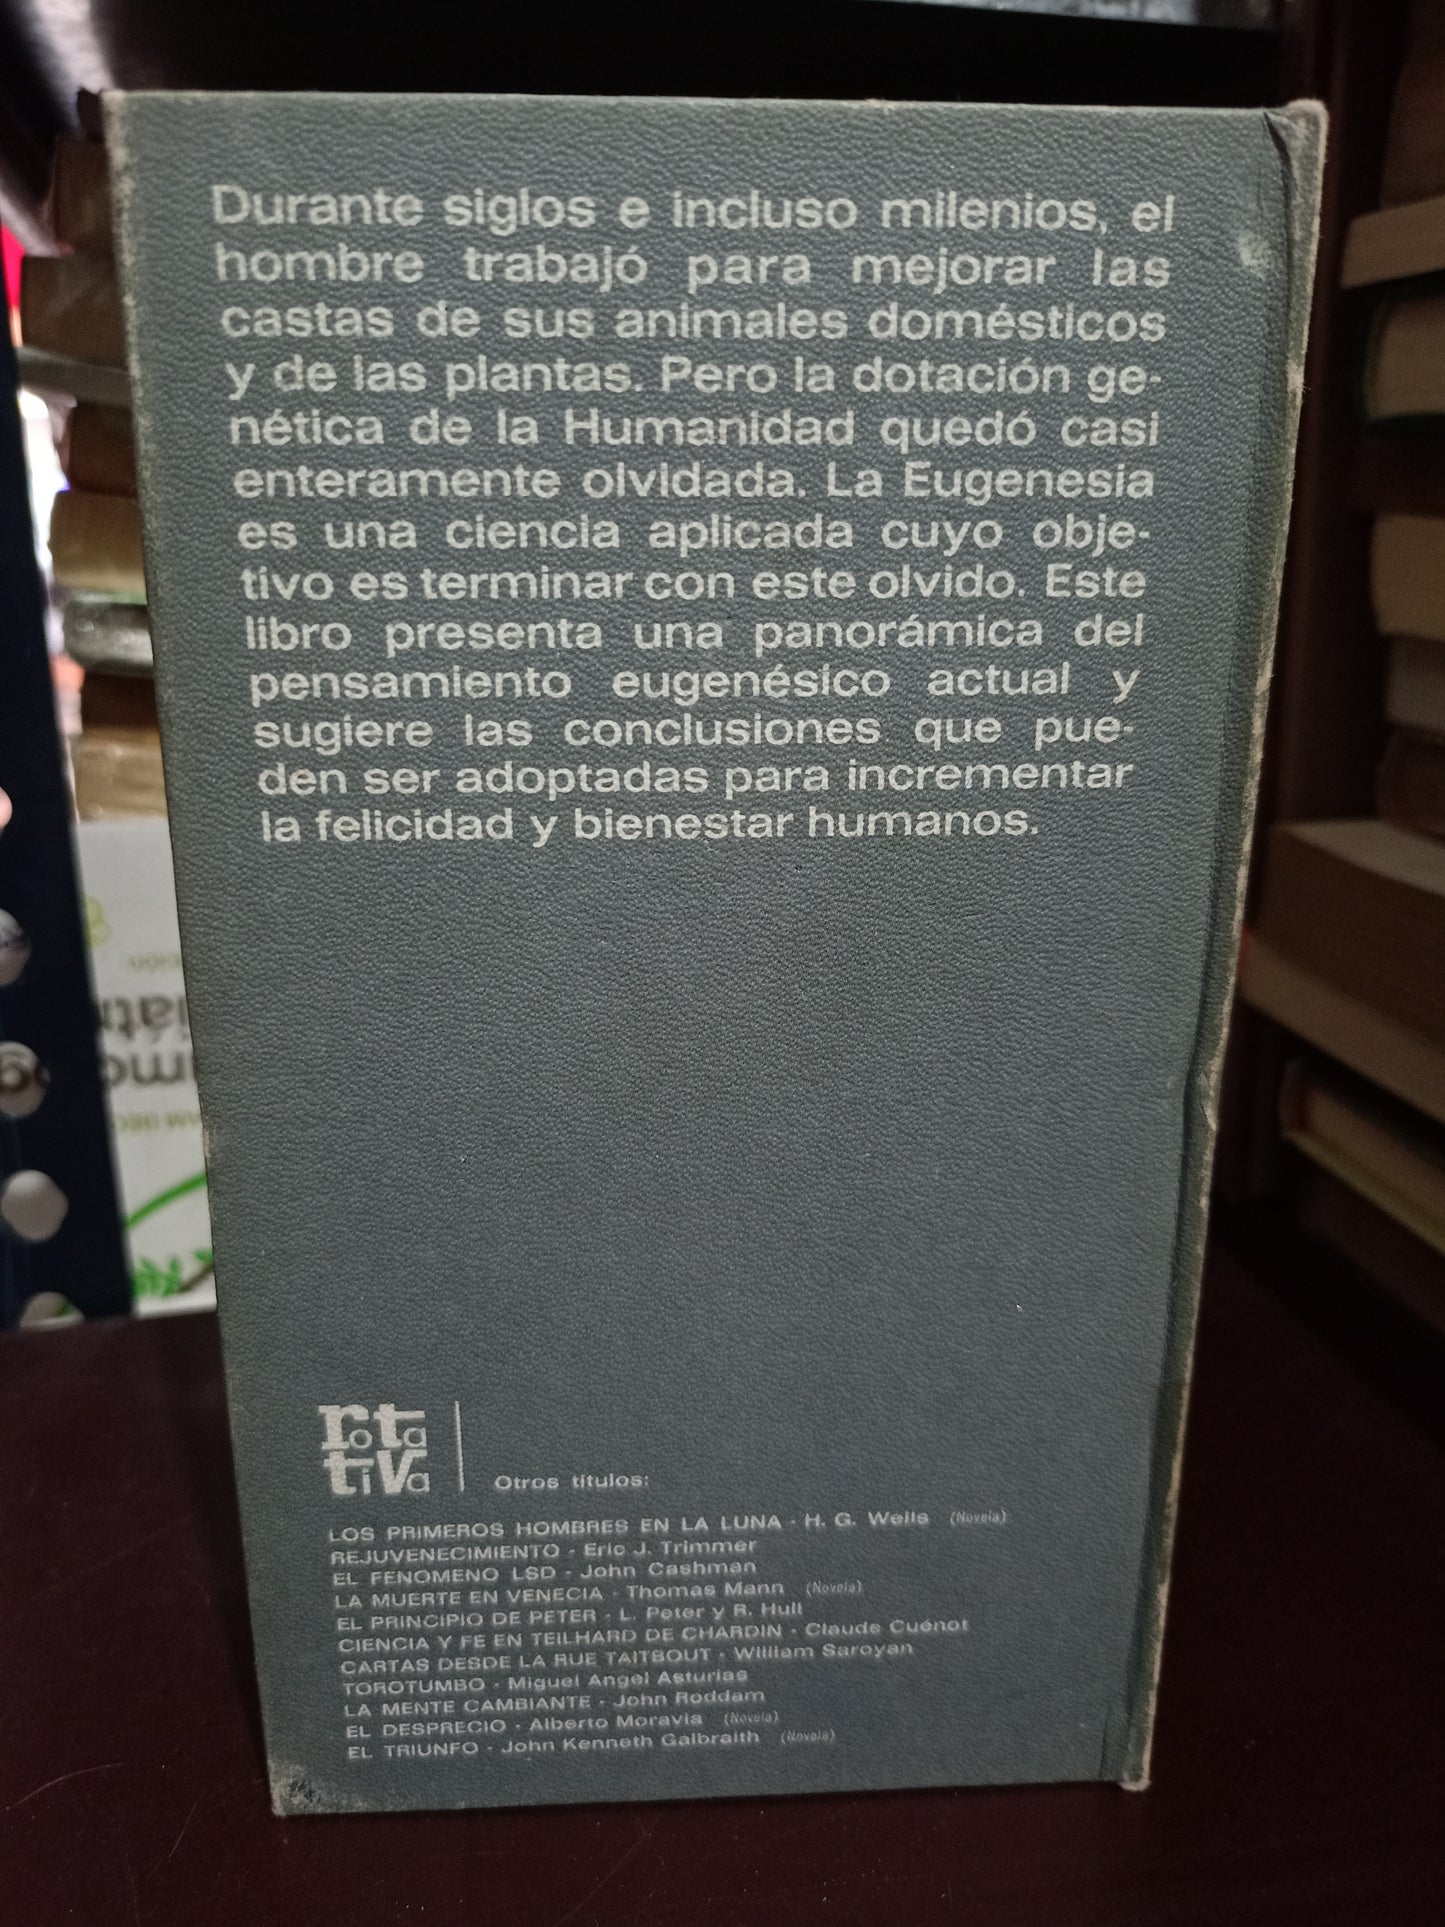 Durante siglos e incluso milenios, el
hombre trabajó para mejorar las
castas de sus animales domésticos
y de las plantas. Pero la dotación ge-
nética de la Humanidad quedó casi
enteramente olvidada. La Eugenesia
es una ciencia aplicada cuyo obje-
tivo es terminar con este olvido. Este
libro presenta una panorámica del
pensamiento eugenésico actual y
sugiere las conclusiones que pue-
den ser adoptadas para incrementar
la felicidad y bienestar humanos.
rotativa
Otros títulos:
LOS PRIMEROS HOMBRES EN LA LUNA · H. G. Wells (Novela)
REJUVENECIMIENTO · Eric J. Trimmer
EL FENOMENO LSD · John Cashman
LA MUERTE EN VENECIA · Thomas Mann (Novela)
EL PRINCIPIO DE PETER · L. Peter y R. Hull
CIENCIA Y FE EN TEILHARD DE CHARDIN · Claude Cuénot
CARTAS DESDE LA RUE TAITBOUT · William Saroyan
TOROTUMBO · Miguel Angel Asturias
LA MENTE CAMBIANTE · John Roddam
EL DESPRECIO · Alberto Moravia (Novela)
EL TRIUNFO · John Kenneth Galbraith (Novela)